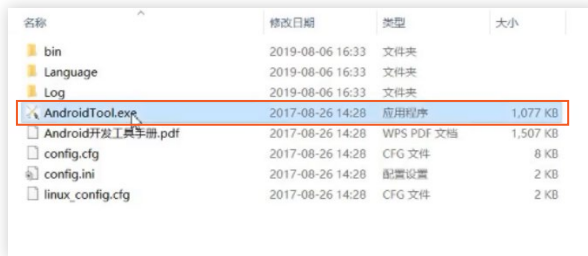 名称 修改日期 类型 大小
bin 2019-08-06 16:33 文件夹
Language 2019-08-06 16:33 文件夹
Log 2019-08-06 16:33 文件夹
AndroidTool.exe 2017-08-26 14:28 应用程序 1,077 KB
Android开发工具手册.pdf 2017-08-26 14:28 WPS PDF 文档 1,507 KB
config.cfg 2017-08-26 14:28 CFG 文件 8 KB
config.ini 2017-08-26 14:28 配置设置 2 KB
linux_config.cfg 2017-08-26 14:28 CFG 文件 2 KB